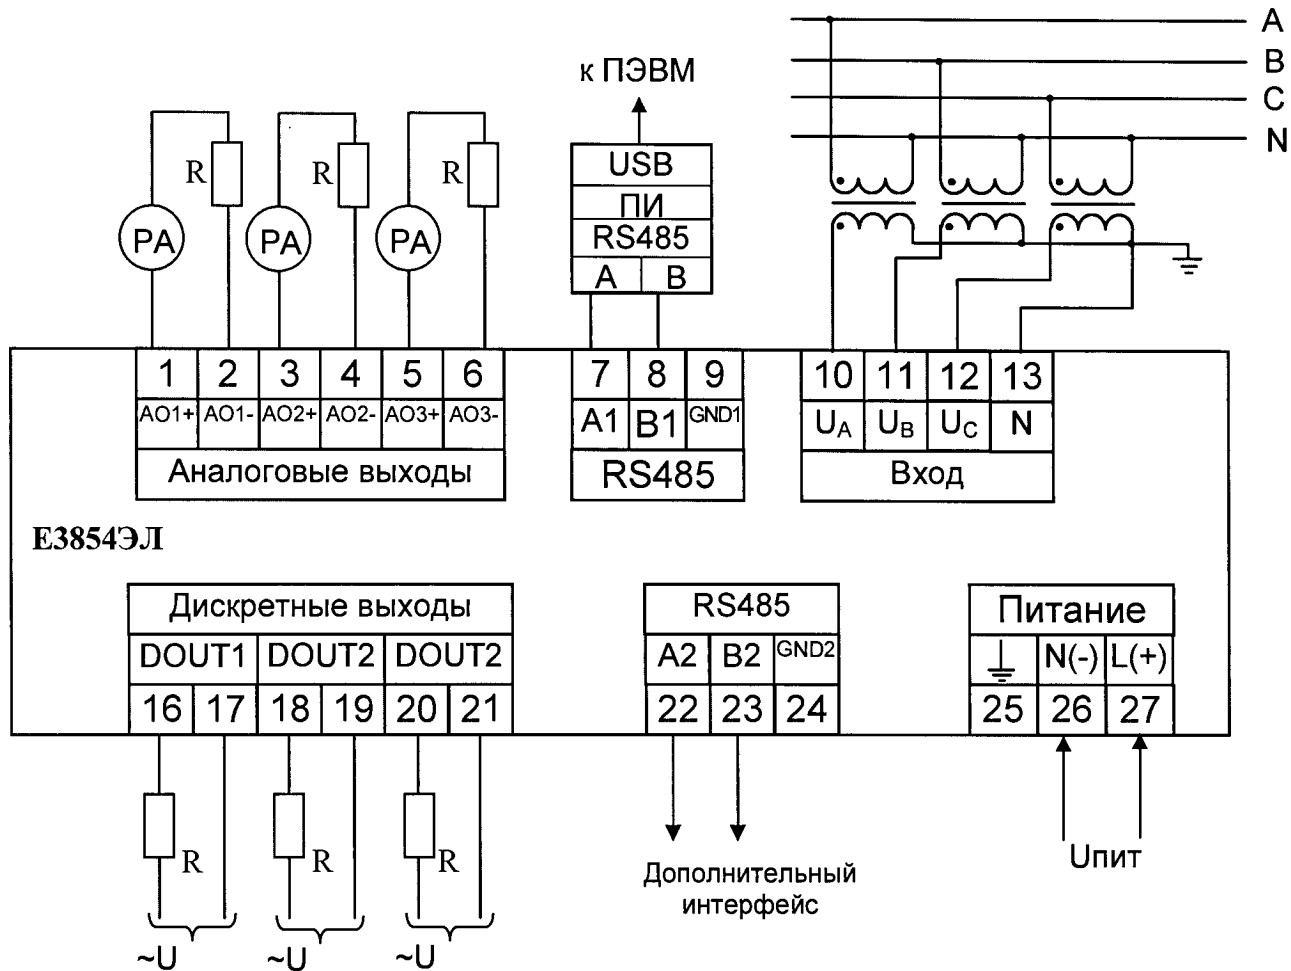 A
B
C
N
к ПЭВМ
USB
ПИ
RS485
A B
R R R
PA PA PA
1 2 3 4 5 6
AO1+ AO1- AO2+ AO2- AO3+ AO3-
Аналоговые выходы
7 8 9
A1 B1 GND1
RS485
10 11 12 13
UA UB UC N
Вход
Е3854ЭЛ
Дискретные выходы
DOUT1 DOUT2 DOUT2
16 17 18 19 20 21
RS485
A2 B2 GND2
22 23 24
Питание
N(-) L(+)
25 26 27
R R R
~U ~U ~U
Дополнительный
интерфейс
Uпит